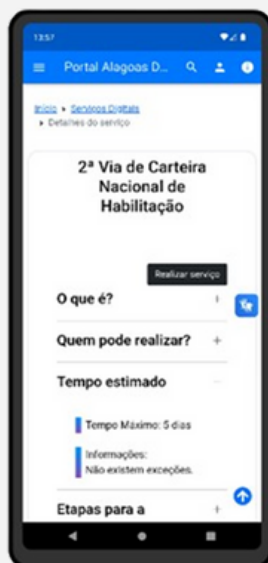 13:57
Portal Alagoas D...
Início ▸ Serviços Digitais
▸ Detalhes do serviço
2ª Via de Carteira
Nacional de
Habilitação
Realizar serviço
O que é? +
Quem pode realizar? +
Tempo estimado −
Tempo Máximo: 5 dias
Informações:
Não existem exceções.
Etapas para a +